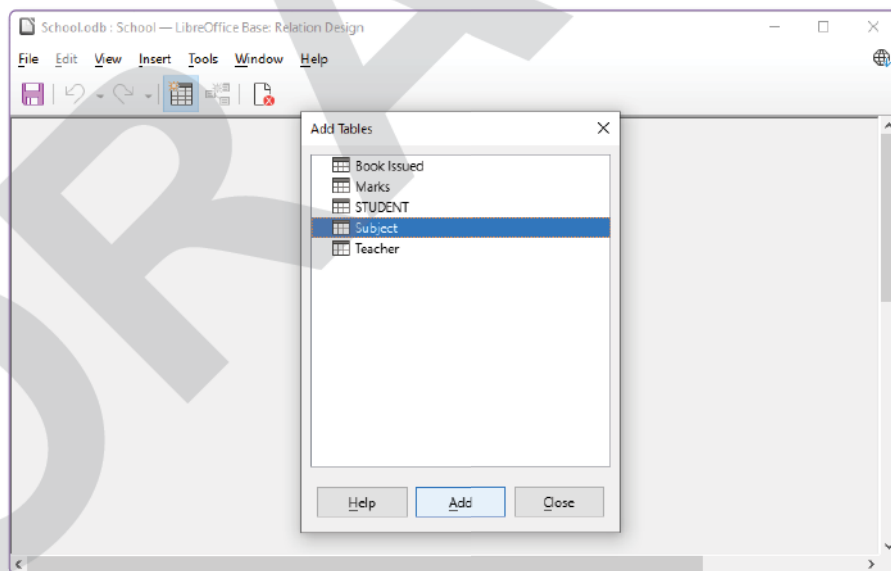 School.odb : School — LibreOffice Base: Relation Design
File Edit View Insert Tools Window Help
Add Tables
Book Issued
Marks
STUDENT
Subject
Teacher
Help Add Close